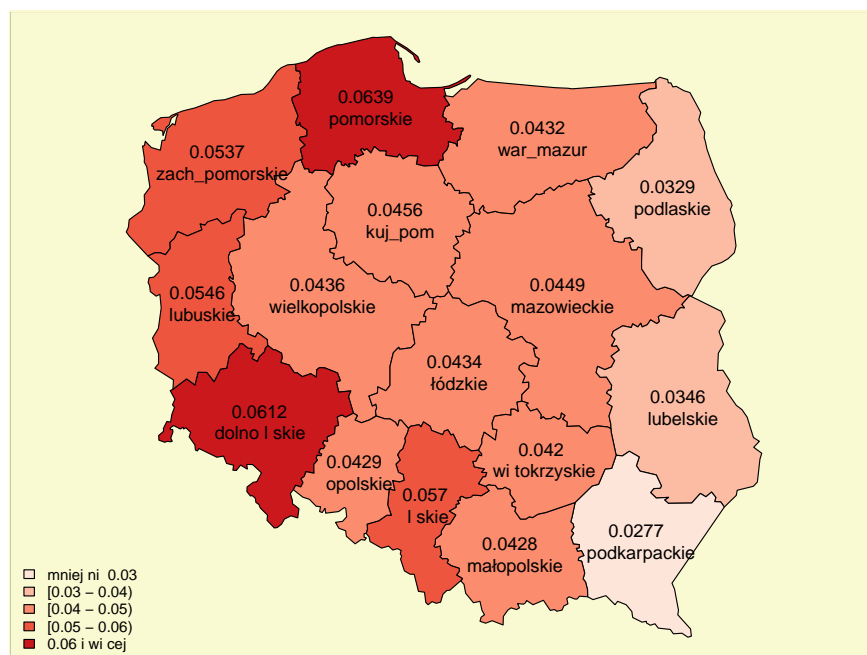 0.0639
pomorskie
0.0432
war_mazur
0.0537
zach_pomorskie
0.0329
podlaskie
0.0456
kuj_pom
0.0436
wielkopolskie
0.0449
mazowieckie
0.0546
lubuskie
0.0434
łódzkie
0.0346
lubelskie
0.0612
dolno l skie
0.0429
opolskie
0.042
wi tokrzyskie
0.057
l skie
0.0428
małopolskie
0.0277
podkarpackie
mniej ni 0.03
[0.03 – 0.04)
[0.04 – 0.05)
[0.05 – 0.06)
0.06 i wi cej